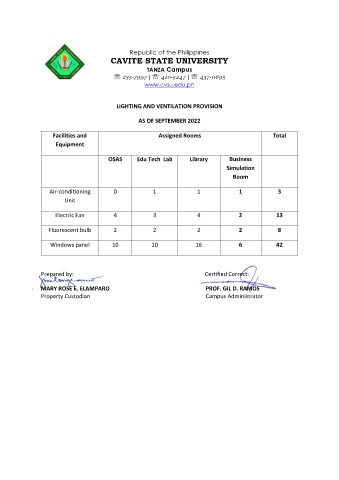 Republic of the Philippines
CAVITE STATE UNIVERSITY
TANZA Campus
☏ 235-7997 | ☏ 410-5247 | ☏ 437-0693
www.cvsu.edu.ph
LIGHTING AND VENTILATION PROVISION
AS OF SEPTEMBER 2022
Facilities and Equipment Assigned Rooms Total
OSAS Edu Tech Lab Library Business Simulation Room
Air-conditioning Unit 0 1 1 1 3
Electric Fan 4 3 4 2 13
Fluorescent bulb 2 2 2 2 8
Windows panel 10 10 16 6 42
Prepared by: Certified Correct:
MARY ROSE E. ELAMPARO PROF. GIL D. RAMOS
Property Custodian Campus Administrator